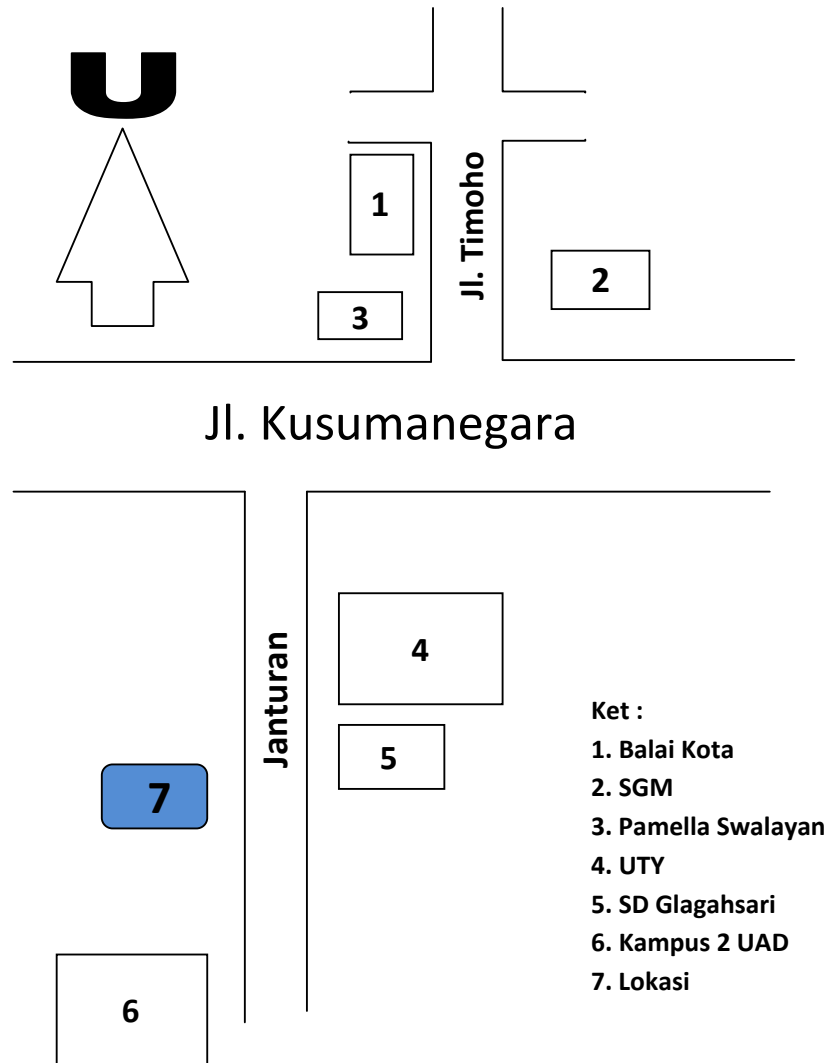 U
Jl. Timoho
1
2
3
Jl. Kusumanegara
Janturan
4
5
7
6
Ket :
1. Balai Kota
2. SGM
3. Pamella Swalayan
4. UTY
5. SD Glagahsari
6. Kampus 2 UAD
7. Lokasi